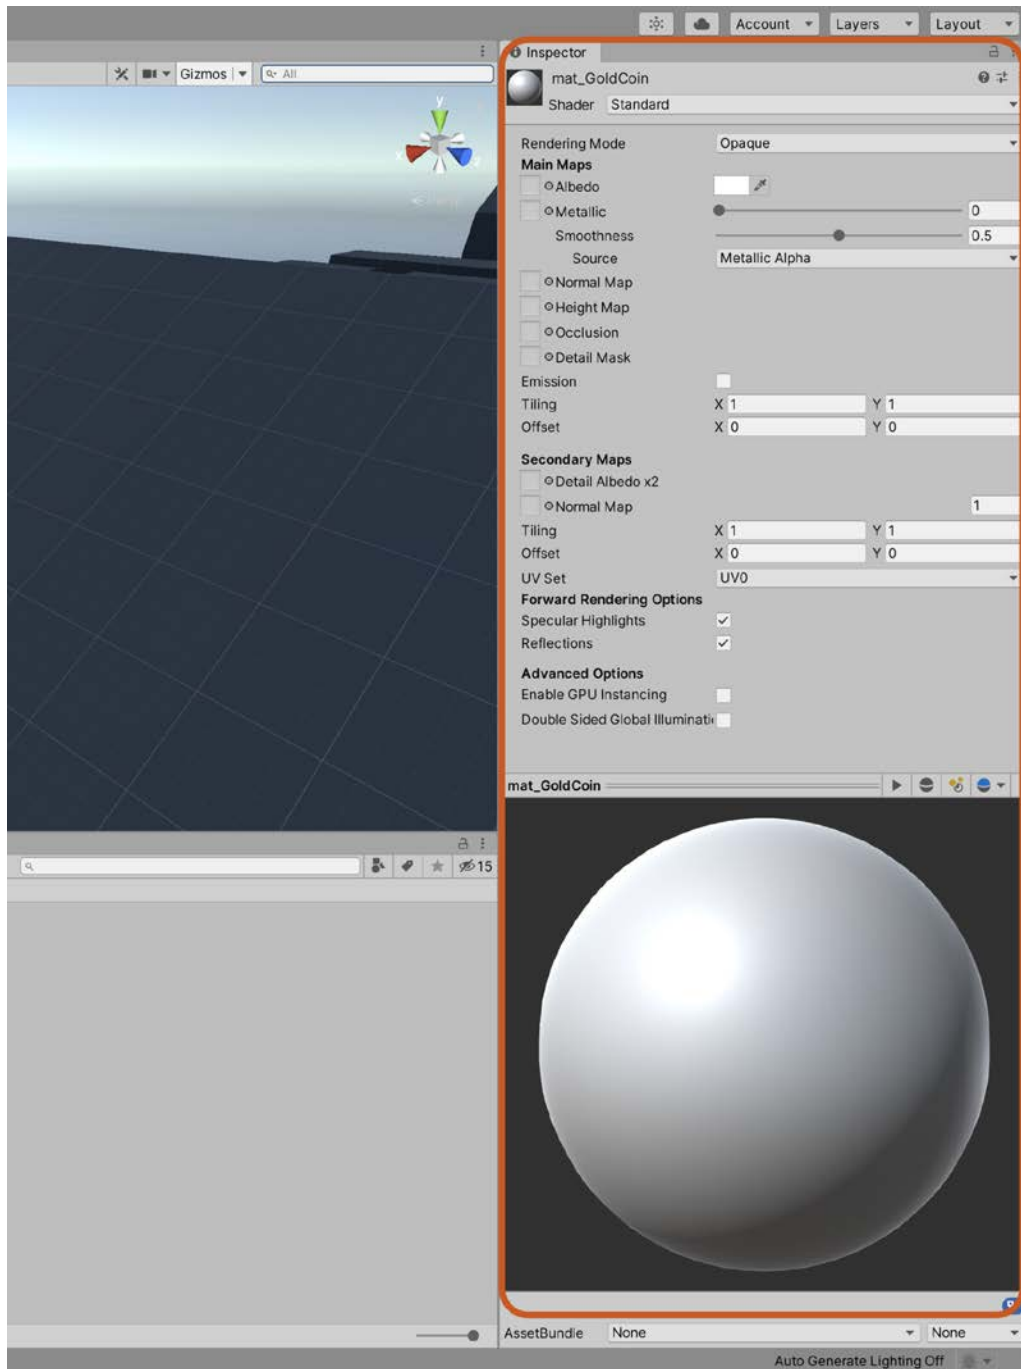 Account Layers Layout
Inspector
Gizmos All
mat_GoldCoin
Shader Standard
y
x
Rendering Mode Opaque
Main Maps
Albedo
Metallic 0
Smoothness 0.5
Source Metallic Alpha
Normal Map
Height Map
Occlusion
Detail Mask
Emission
Tiling X 1 Y 1
Offset X 0 Y 0
Secondary Maps
Detail Albedo x2
Normal Map 1
Tiling X 1 Y 1
Offset X 0 Y 0
UV Set UV0
Forward Rendering Options
Specular Highlights
Reflections
Advanced Options
Enable GPU Instancing
Double Sided Global Illuminati
mat_GoldCoin
15
AssetBundle None None
Auto Generate Lighting Off